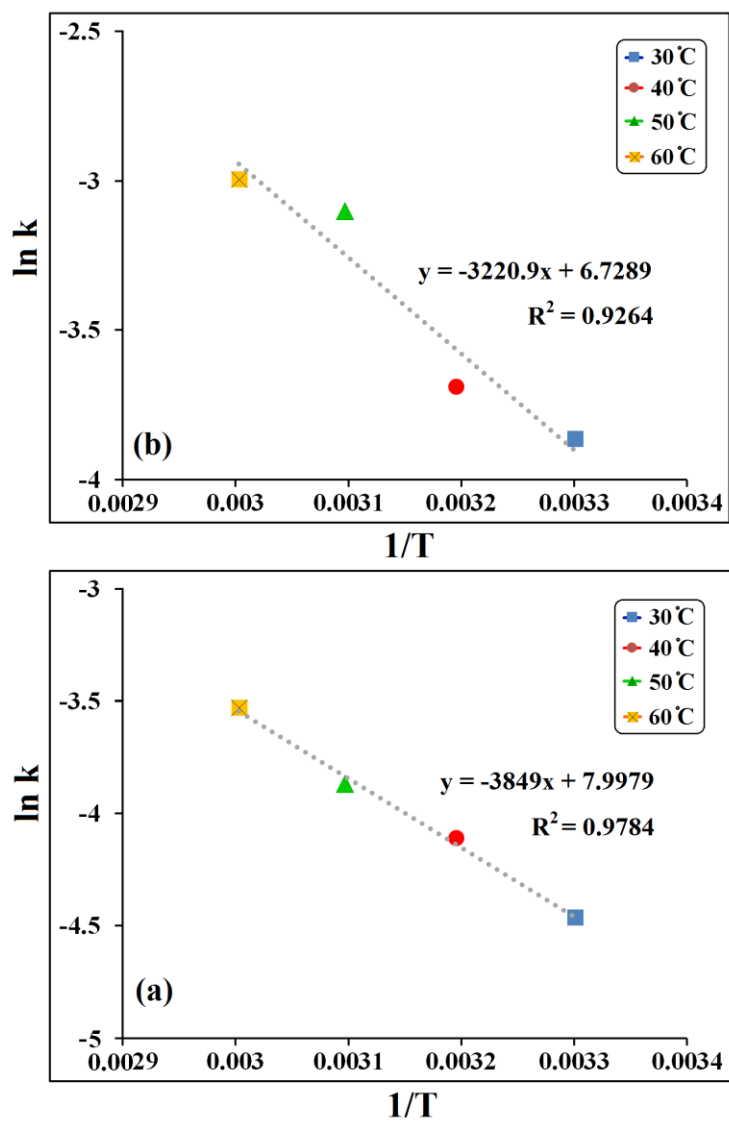 -2.5
-3
-3.5
-4
ln k
30°C
40°C
50°C
60°C
y = -3220.9x + 6.7289
R² = 0.9264
(b)
0.0029 0.003 0.0031 0.0032 0.0033 0.0034
1/T
-3
-3.5
-4
-4.5
-5
ln k
30°C
40°C
50°C
60°C
y = -3849x + 7.9979
R² = 0.9784
(a)
0.0029 0.003 0.0031 0.0032 0.0033 0.0034
1/T